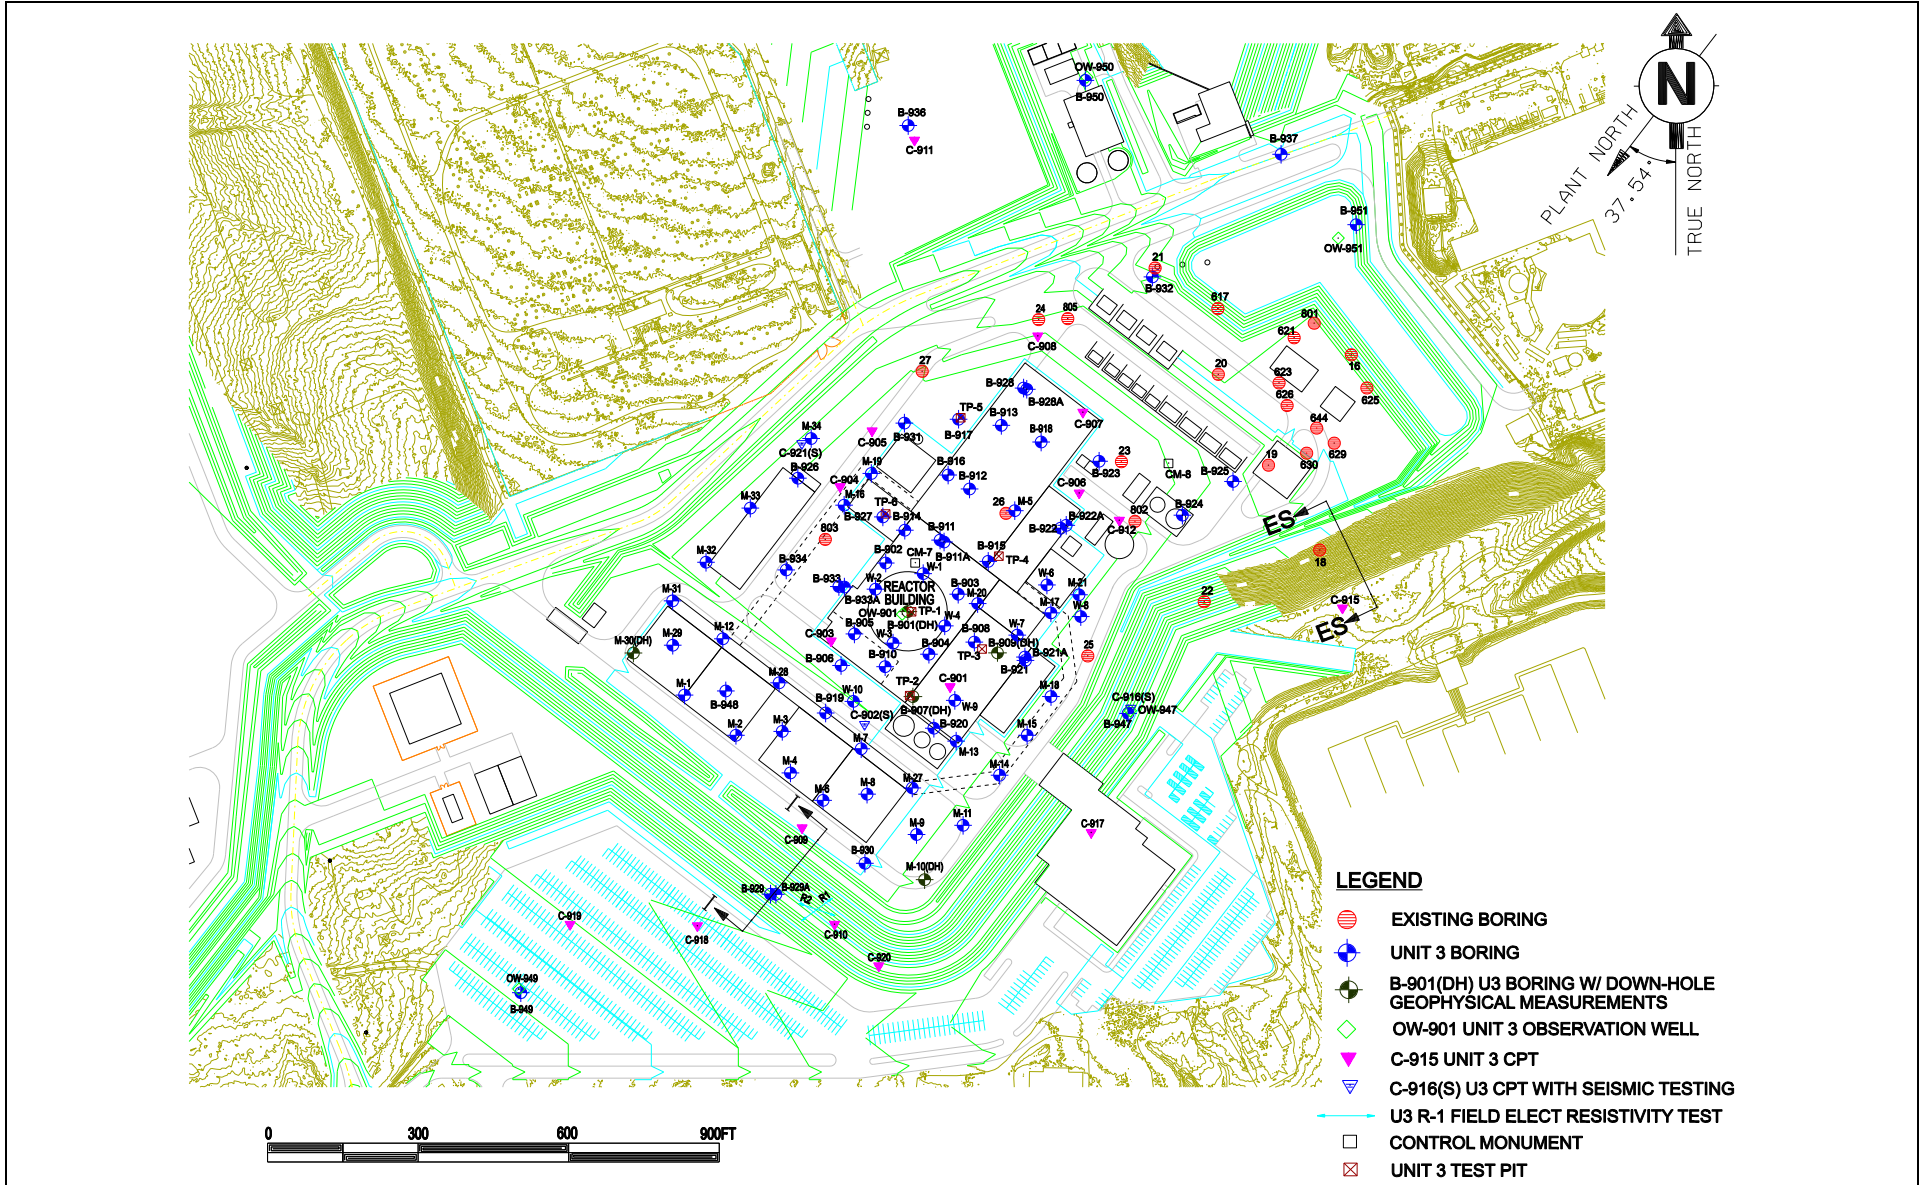 OW-950
B-950
B-936
C-911
B-937
N
PLANT NORTH
37.54°
TRUE NORTH
B-951
OW-951
21
B-932
617
24
805
C-908
801
621
16
27
20
623
626
625
B-928
B-928A
TP-5
B-913
B-917
C-907
644
M-34
C-905
B-931
B-918
C-921(S)
629
630
19
B-926
M-19
B-916
23
B-923
CM-8
B-925
C-904
B-912
C-906
M-33
M-16
TP-6
26
M-5
B-927
B-914
B-922A
B-922
802
C-912
B-924
ES
803
B-911
B-911A
B-915
TP-4
M-32
B-934
B-902
CM-7
W-1
18
B-933
W-2
REACTOR
BUILDING
B-903
W-6
M-21
M-31
B-933A
M-20
22
C-915
OW-901
TP-1
M-17
W-8
ES
M-12
B-905
B-901(DH)
W-4
M-30(DH)
M-29
C-903
W-3
B-908
W-7
B-904
B-909(DH)
TP-3
B-921A
25
B-906
B-910
B-921
M-28
TP-2
C-901
M-18
M-1
B-948
B-919
W-10
C-916(S)
OW-947
B-907(DH)
W-9
C-902(S)
B-947
M-2
M-3
B-920
M-15
M-7
M-13
M-4
M-14
M-6
M-8
M-27
C-909
M-9
M-11
C-917
B-930
M-10(DH)
B-929
B-929A
R2
R1
C-919
C-918
C-910
C-920
OW-949
B-949
LEGEND
EXISTING BORING
UNIT 3 BORING
B-901(DH) U3 BORING W/ DOWN-HOLE
GEOPHYSICAL MEASUREMENTS
OW-901 UNIT 3 OBSERVATION WELL
C-915 UNIT 3 CPT
C-916(S) U3 CPT WITH SEISMIC TESTING
U3 R-1 FIELD ELECT RESISTIVITY TEST
CONTROL MONUMENT
UNIT 3 TEST PIT
0 300 600 900FT